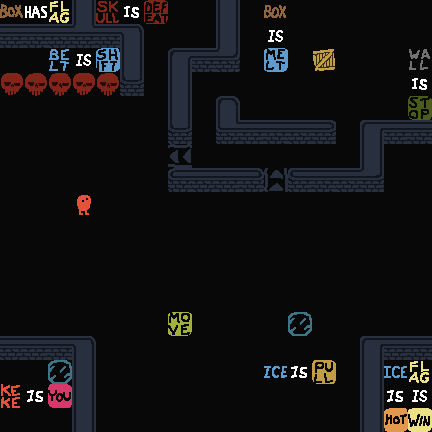 BOX HAS FLAG SKULL IS DEFEAT
BELT IS SHIFT
BOX
IS
MELT
WALL
IS
STOP
MOVE
KEKE IS YOU
ICE IS PULL
ICE FLAG
IS IS
HOT WIN